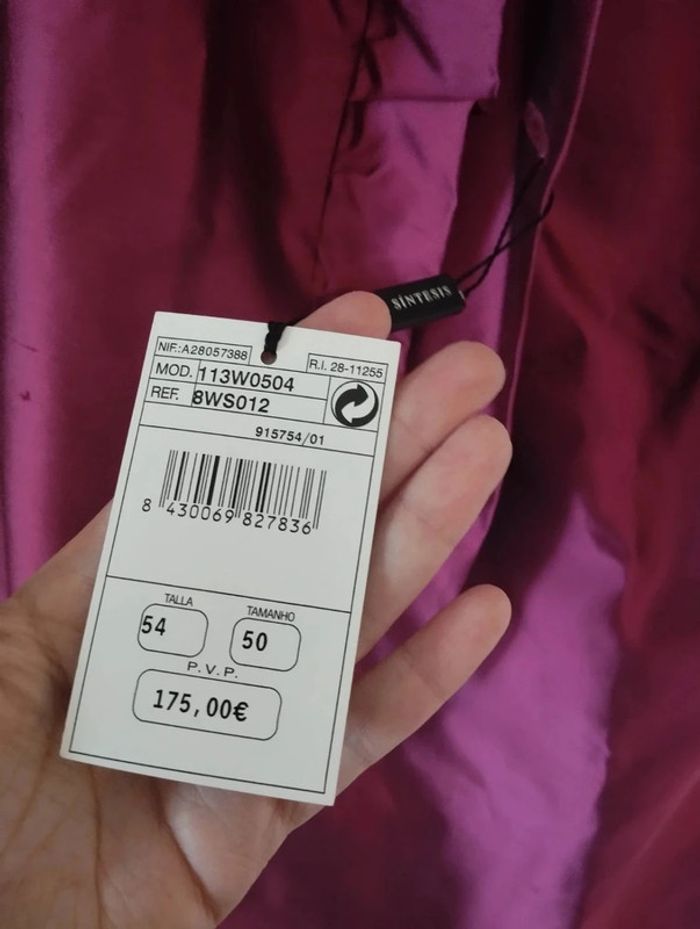 SÍNTESIS
NIF.:A28057388
R.I. 28-11255
MOD. 113W0504
REF. 8WS012
915754/01
8 430069 827836
TALLA TAMANHO
54 50
P.V.P.
175,00€